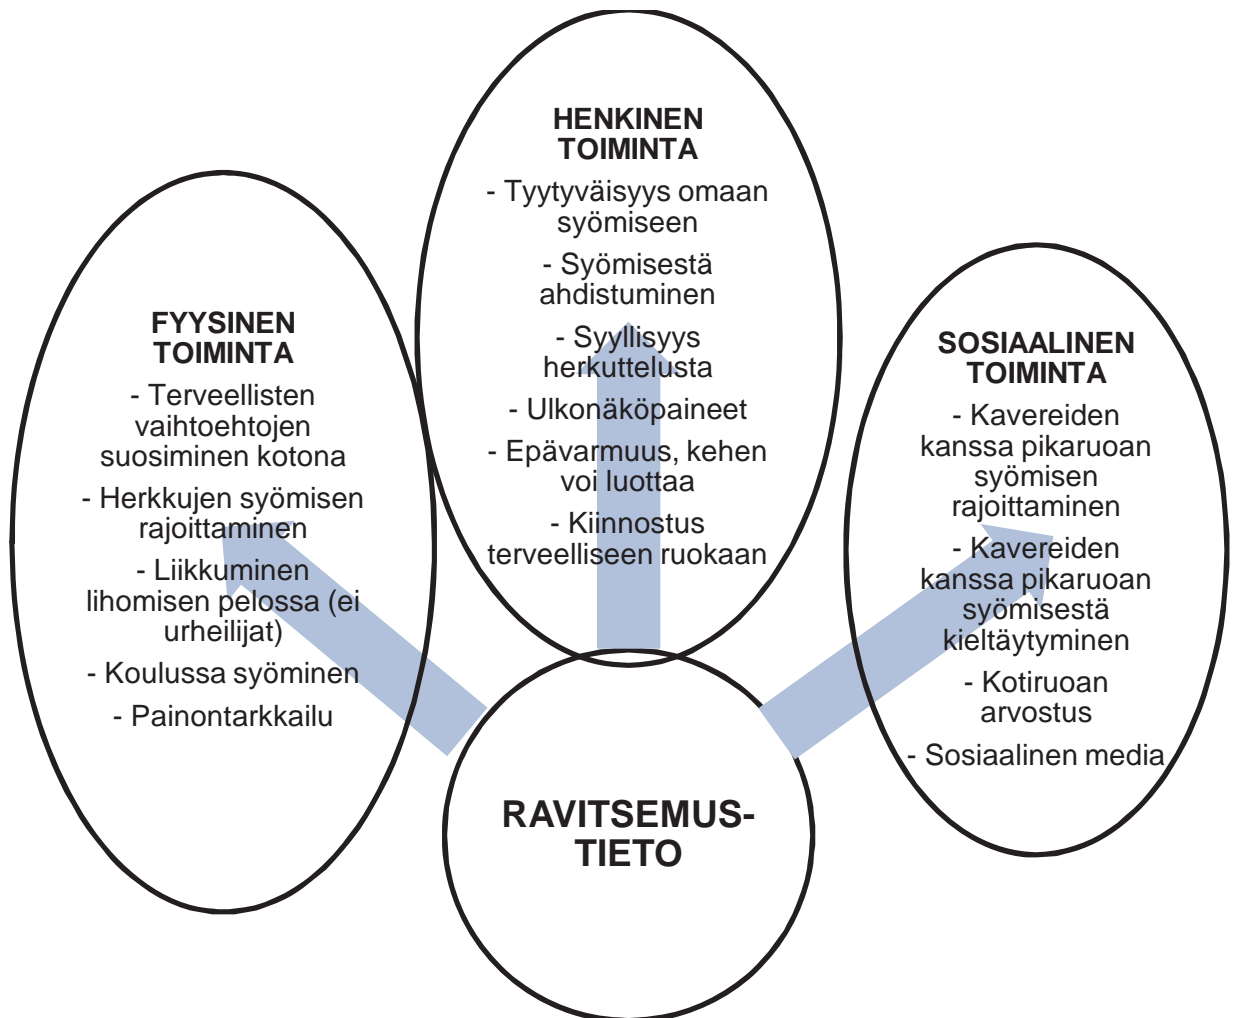 HENKINEN
TOIMINTA
- Tyytyväisyys omaan
syömiseen
- Syömisestä
ahdistuminen
- Syyllisyys
herkuttelusta
- Ulkonäköpaineet
- Epävarmuus, kehen
voi luottaa
- Kiinnostus
terveelliseen ruokaan
FYYSINEN
TOIMINTA
- Terveellisten
vaihtoehtojen
suosiminen kotona
- Herkkujen syömisen
rajoittaminen
- Liikkuminen
lihomisen pelossa (ei
urheilijat)
- Koulussa syöminen
- Painontarkkailu
SOSIAALINEN
TOIMINTA
- Kavereiden
kanssa pikaruoan
syömisen
rajoittaminen
- Kavereiden
kanssa pikaruoan
syömisestä
kieltäytyminen
- Kotiruoan
arvostus
- Sosiaalinen media
RAVITSEMUS-
TIETO